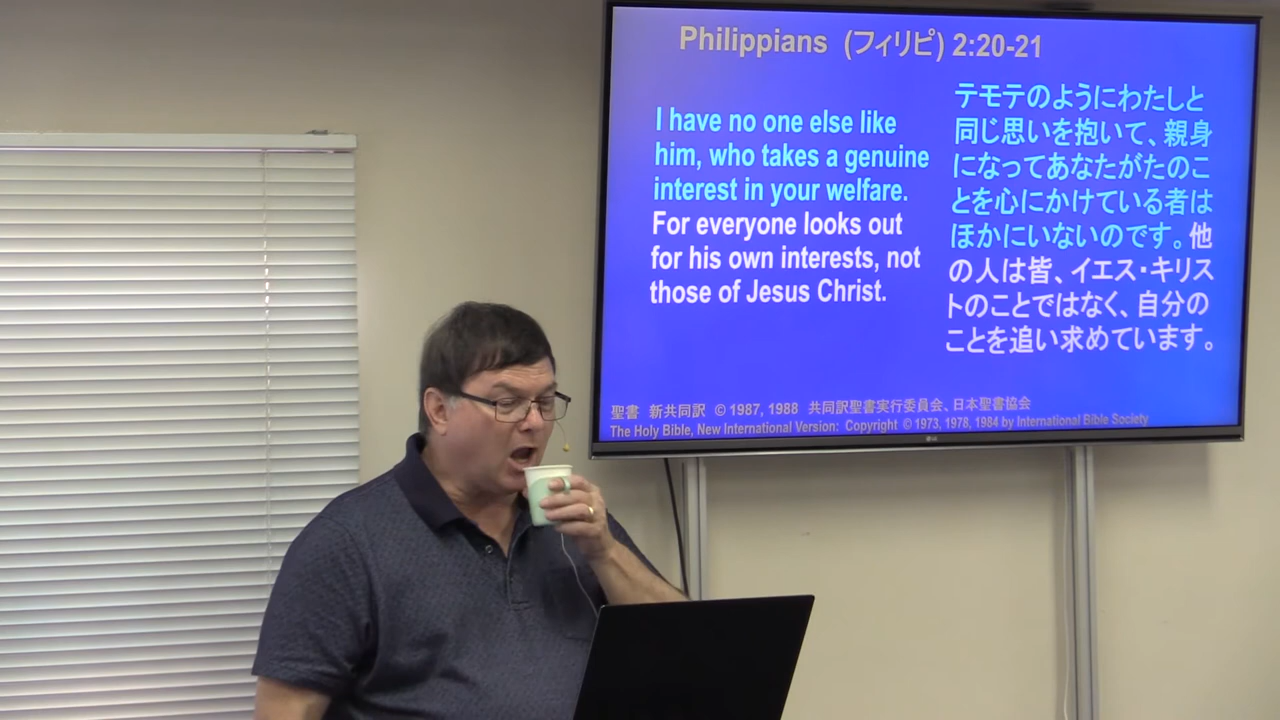 Philippians (フィリピ) 2:20-21
I have no one else like
him, who takes a genuine
interest in your welfare.
For everyone looks out
for his own interests, not
those of Jesus Christ.
テモテのようにわたしと
同じ思いを抱いて、親身
になってあなたがたのこ
とを心にかけている者は
ほかにいないのです。他
の人は皆、イエス・キリス
トのことではなく、自分の
ことを追い求めています。
聖書 新共同訳 © 1987, 1988 共同訳聖書実行委員会、日本聖書協会
The Holy Bible, New International Version: Copyright © 1973, 1978, 1984 by International Bible Society
LG